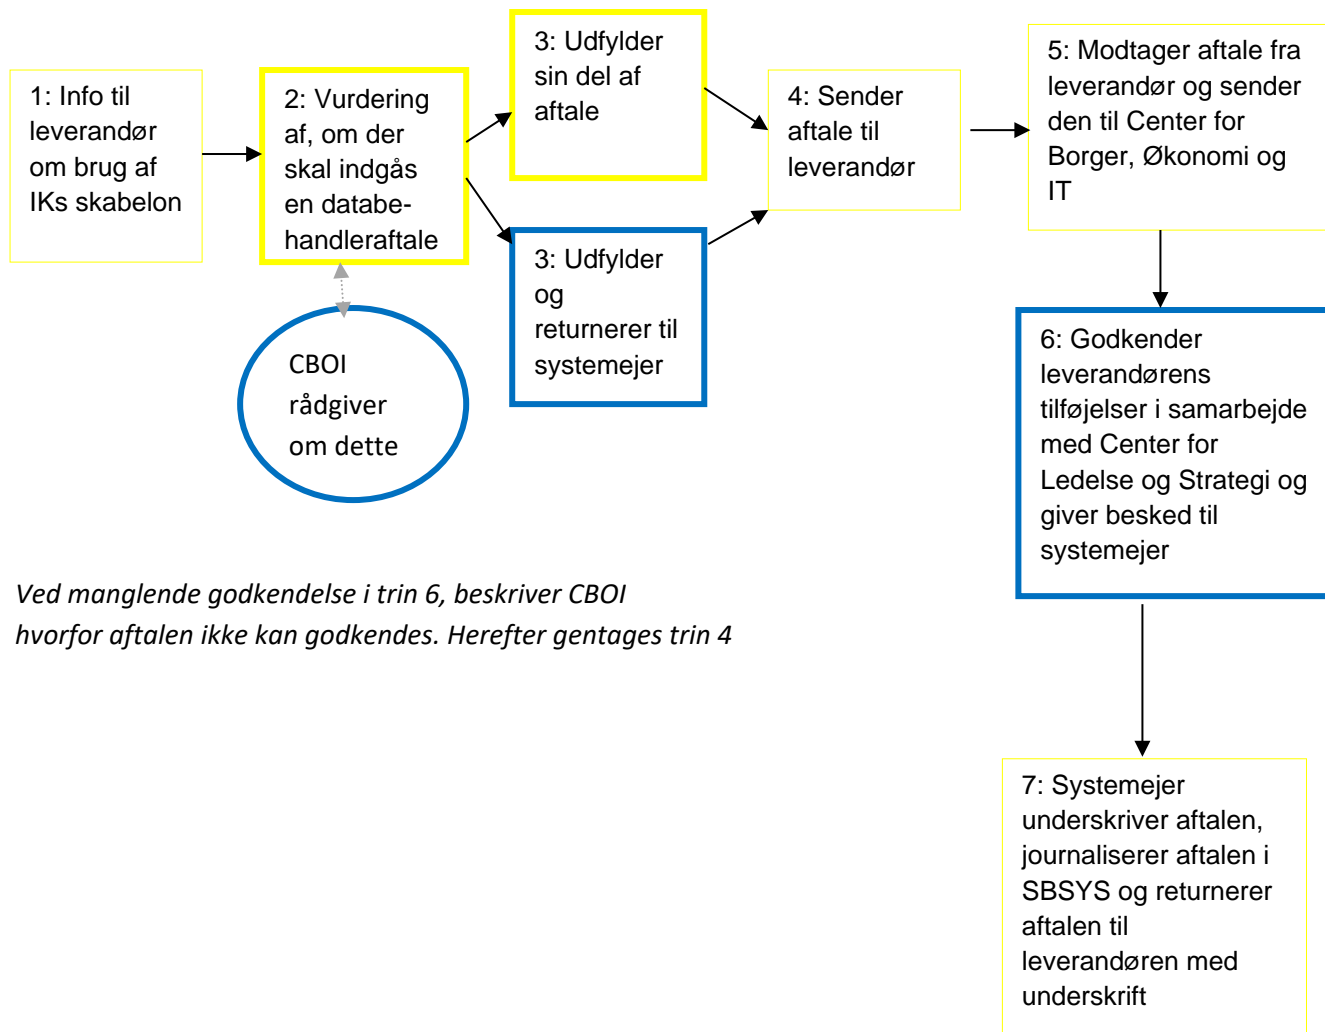 1: Info til
leverandør
om brug af
IKs skabelon
2: Vurdering
af, om der
skal indgås
en databe-
handleraftale
CBOI
rådgiver
om dette
3: Udfylder
sin del af
aftale
3: Udfylder
og
returnerer til
systemejer
4: Sender
aftale til
leverandør
5: Modtager aftale fra
leverandør og sender
den til Center for
Borger, Økonomi og
IT
6: Godkender
leverandørens
tilføjelser i samarbejde
med Center for
Ledelse og Strategi og
giver besked til
systemejer
Ved manglende godkendelse i trin 6, beskriver CBOI
hvorfor aftalen ikke kan godkendes. Herefter gentages trin 4
7: Systemejer
underskriver aftalen,
journaliserer aftalen i
SBSYS og returnerer
aftalen til
leverandøren med
underskrift